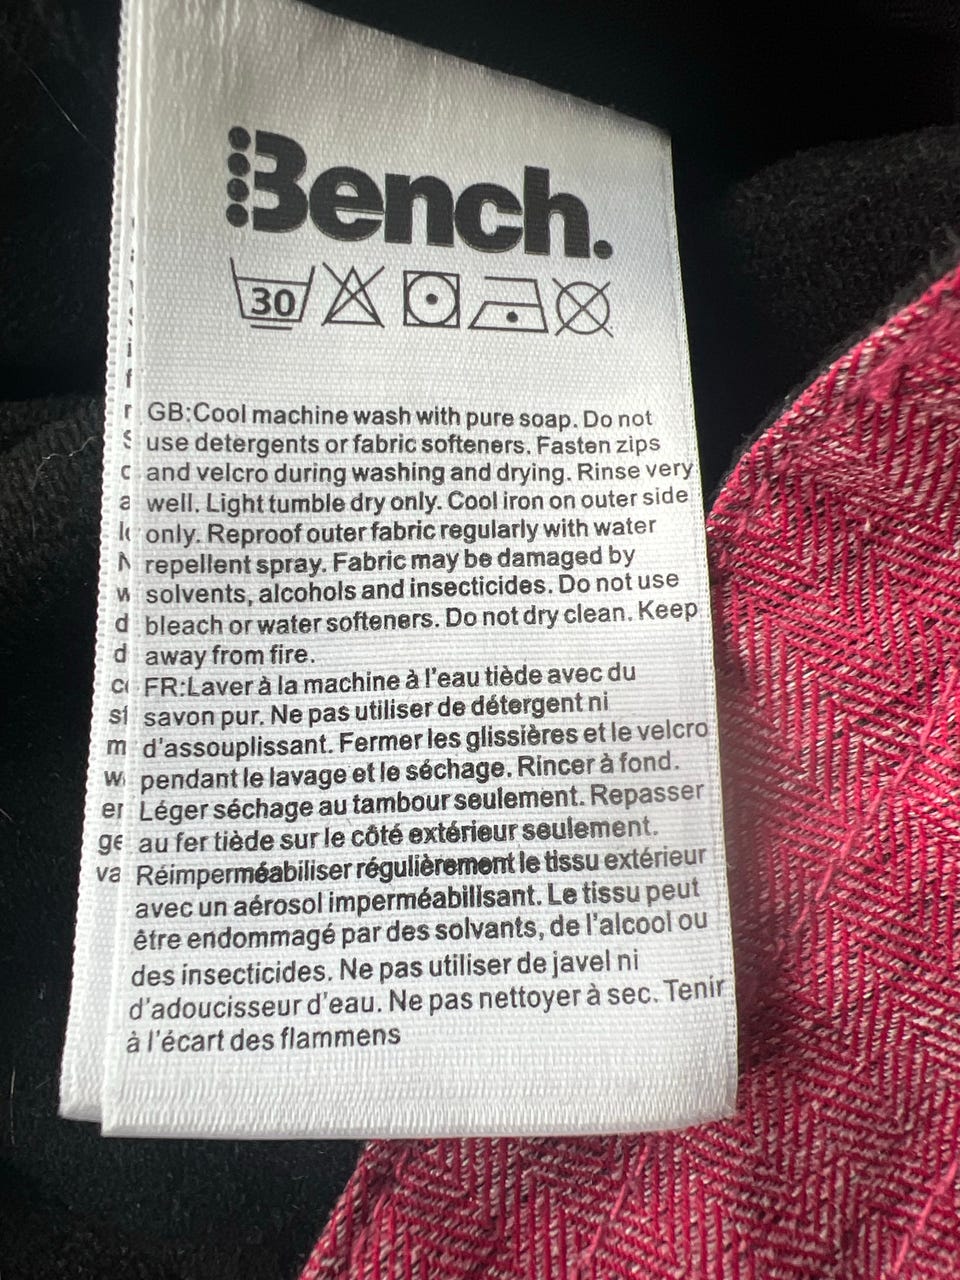 Bench.
30
GB:Cool machine wash with pure soap. Do not
use detergents or fabric softeners. Fasten zips
and velcro during washing and drying. Rinse very
well. Light tumble dry only. Cool iron on outer side
only. Reproof outer fabric regularly with water
repellent spray. Fabric may be damaged by
solvents, alcohols and insecticides. Do not use
bleach or water softeners. Do not dry clean. Keep
away from fire.
FR:Laver à la machine à l'eau tiède avec du
savon pur. Ne pas utiliser de détergent ni
d'assouplissant. Fermer les glissières et le velcro
pendant le lavage et le séchage. Rincer à fond.
Léger séchage au tambour seulement. Repasser
au fer tiède sur le côté extérieur seulement.
Réimperméabiliser régulièrement le tissu extérieur
avec un aérosol imperméabilisant. Le tissu peut
être endommagé par des solvants, de l'alcool ou
des insecticides. Ne pas utiliser de javel ni
d'adoucisseur d'eau. Ne pas nettoyer à sec. Tenir
à l'écart des flammens